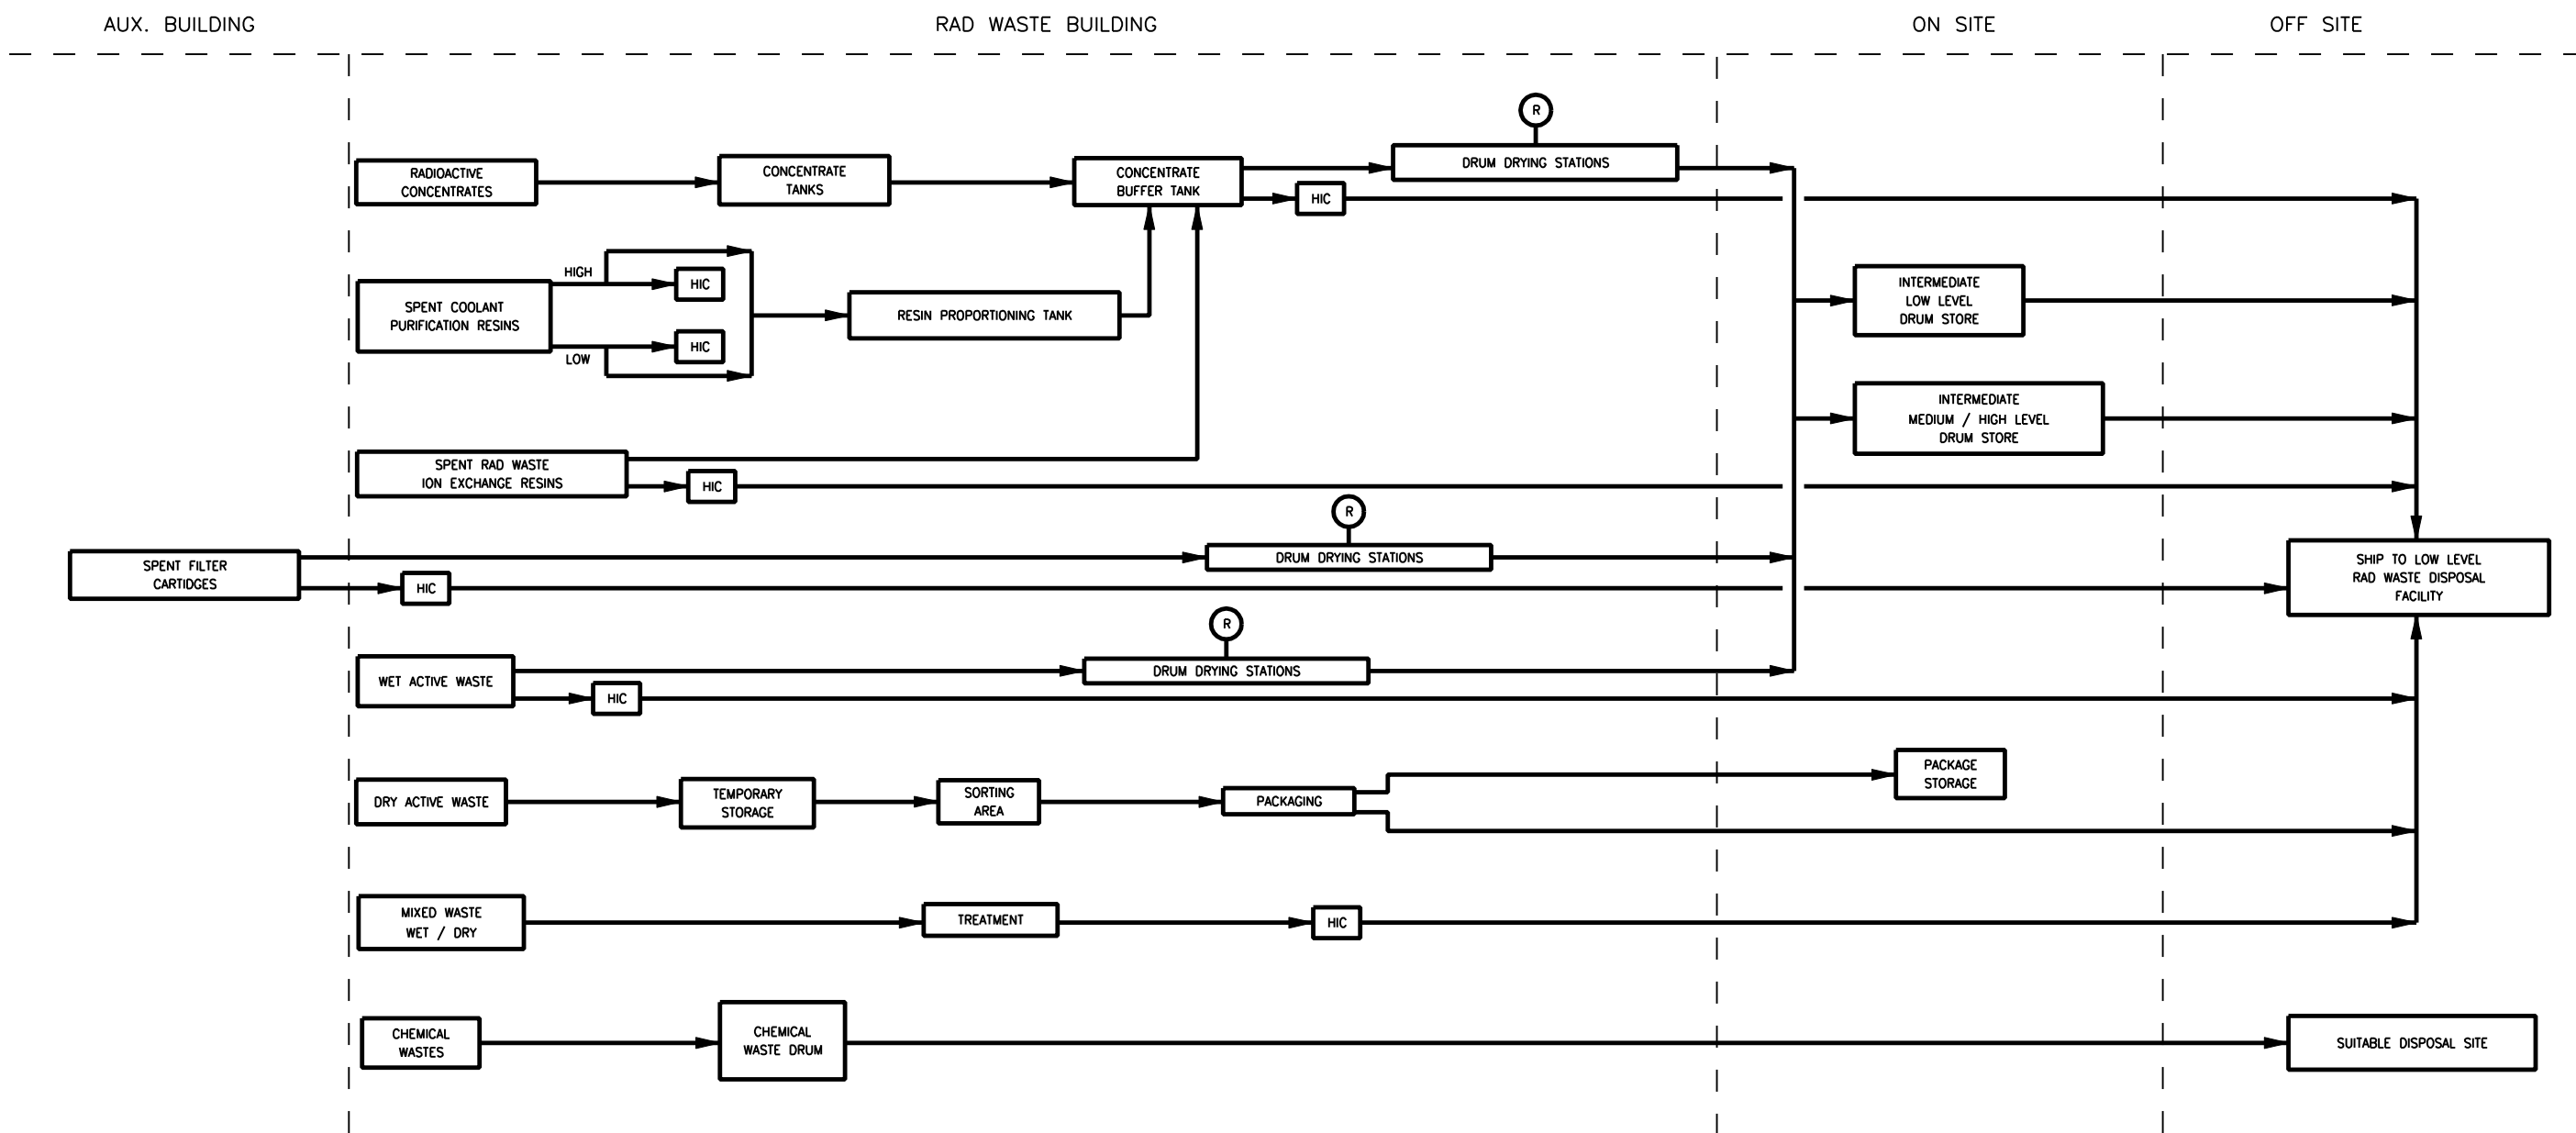 AUX. BUILDING
RAD WASTE BUILDING
ON SITE
OFF SITE
R
RADIOACTIVE
CONCENTRATES
CONCENTRATE
TANKS
CONCENTRATE
BUFFER TANK
DRUM DRYING STATIONS
HIC
SPENT COOLANT
PURIFICATION RESINS
HIGH
HIC
LOW
HIC
RESIN PROPORTIONING TANK
INTERMEDIATE
LOW LEVEL
DRUM STORE
INTERMEDIATE
MEDIUM / HIGH LEVEL
DRUM STORE
SPENT RAD WASTE
ION EXCHANGE RESINS
HIC
R
SPENT FILTER
CARTIDGES
HIC
DRUM DRYING STATIONS
SHIP TO LOW LEVEL
RAD WASTE DISPOSAL
FACILITY
R
WET ACTIVE WASTE
HIC
DRUM DRYING STATIONS
DRY ACTIVE WASTE
TEMPORARY
STORAGE
SORTING
AREA
PACKAGING
PACKAGE
STORAGE
MIXED WASTE
WET / DRY
TREATMENT
HIC
CHEMICAL
WASTES
CHEMICAL
WASTE DRUM
SUITABLE DISPOSAL SITE